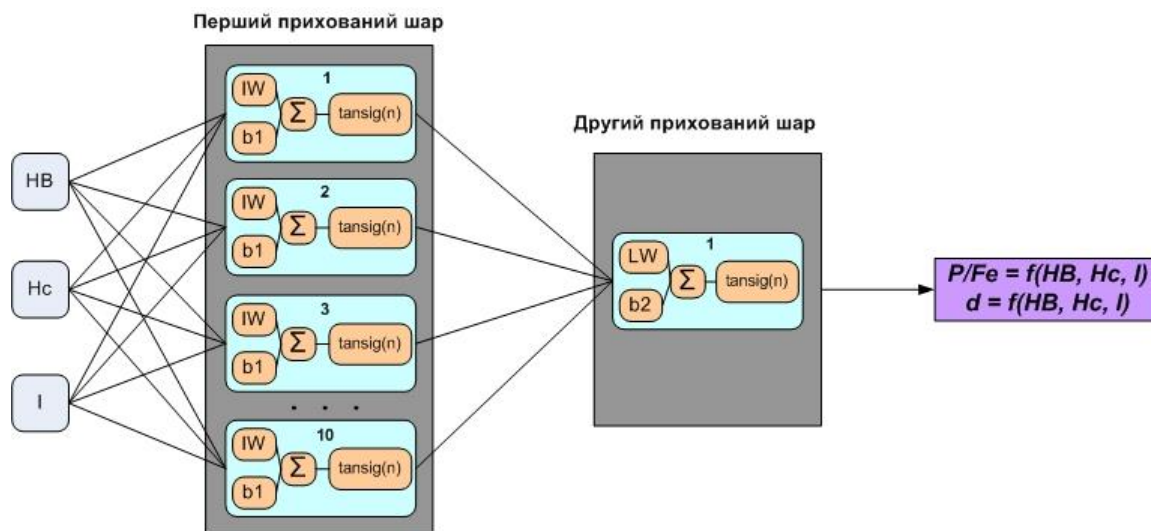 Перший прихований шар
1
IW
b1
Σ
tansig(n)
2
IW
b1
Σ
tansig(n)
3
IW
b1
Σ
tansig(n)
. . .
10
IW
b1
Σ
tansig(n)
HB
Hc
I
Другий прихований шар
1
LW
b2
Σ
tansig(n)
P/Fe = f(HB, Hc, I)
d = f(HB, Hc, I)